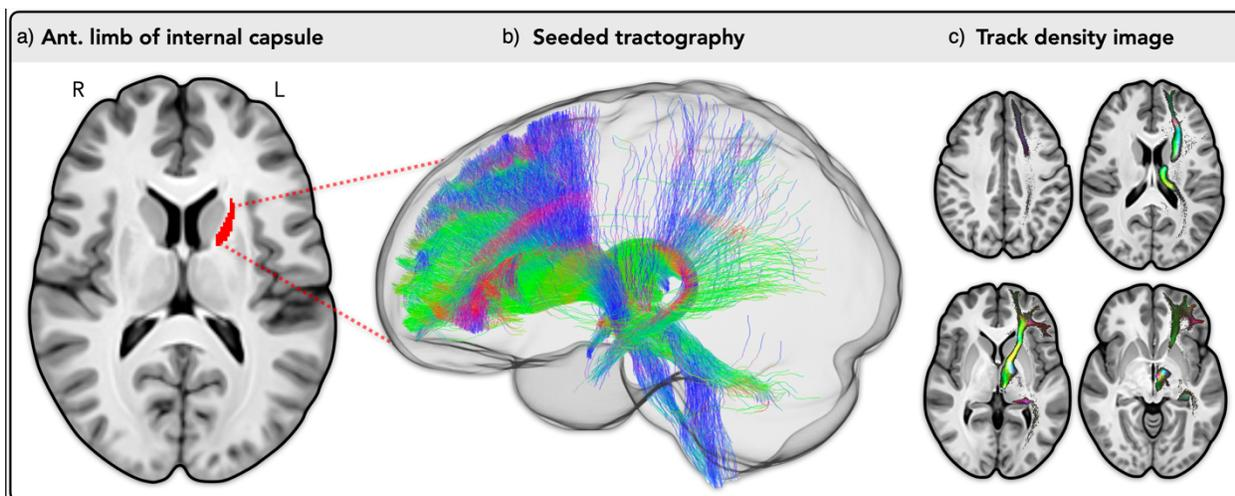 a) Ant. limb of internal capsule
b) Seeded tractography
c) Track density image
R
L